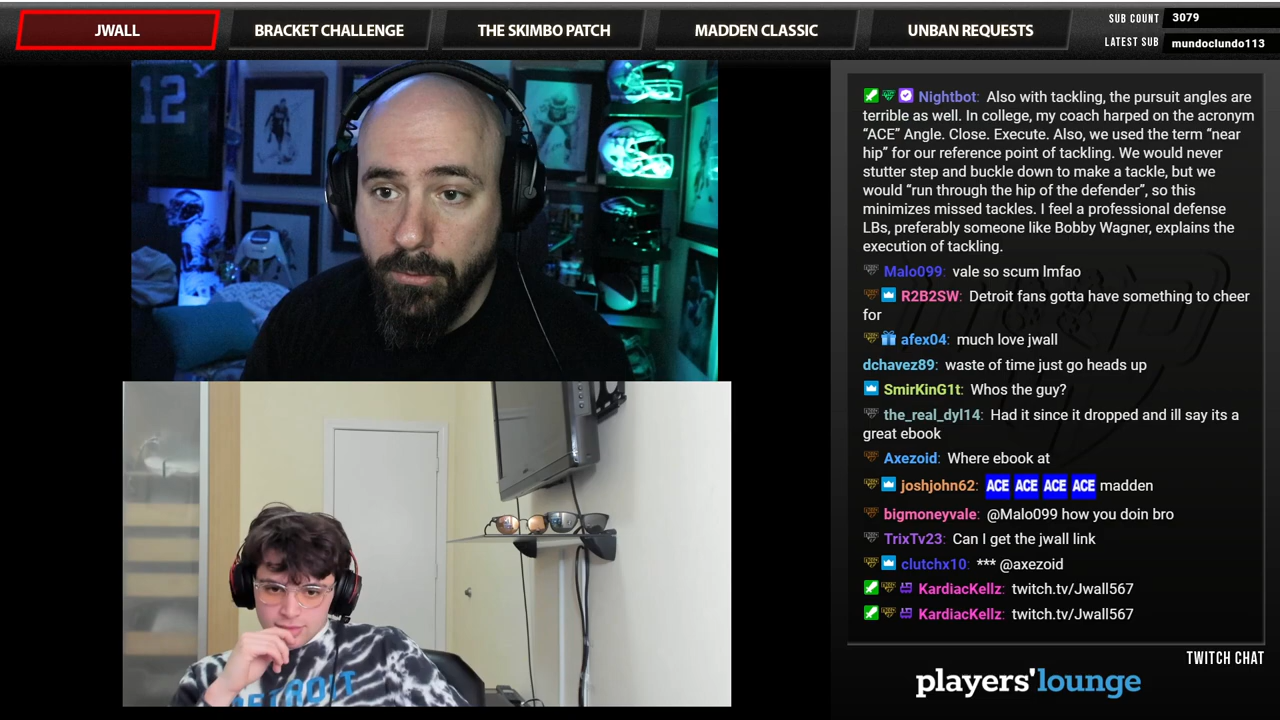 JWALL
BRACKET CHALLENGE
THE SKIMBO PATCH
MADDEN CLASSIC
UNBAN REQUESTS
SUB COUNT 3079
LATEST SUB mundoclundo113
12
Nightbot: Also with tackling, the pursuit angles are
terrible as well. In college, my coach harped on the acronym
“ACE” Angle. Close. Execute. Also, we used the term “near
hip” for our reference point of tackling. We would never
stutter step and buckle down to make a tackle, but we
would “run through the hip of the defender”, so this
minimizes missed tackles. I feel a professional defense
LBs, preferably someone like Bobby Wagner, explains the
execution of tackling.
Malo099: vale so scum lmfao
R2B2SW: Detroit fans gotta have something to cheer
for
afex04: much love jwall
dchavez89: waste of time just go heads up
SmirKinG1t: Whos the guy?
the_real_dyl14: Had it since it dropped and ill say its a
great ebook
Axezoid: Where ebook at
joshjohn62: ACE ACE ACE ACE madden
bigmoneyvale: @Malo099 how you doin bro
TrixTv23: Can I get the jwall link
clutchx10: *** @axezoid
KardiacKellz: twitch.tv/Jwall567
KardiacKellz: twitch.tv/Jwall567
TWITCH CHAT
players'lounge
DETROIT